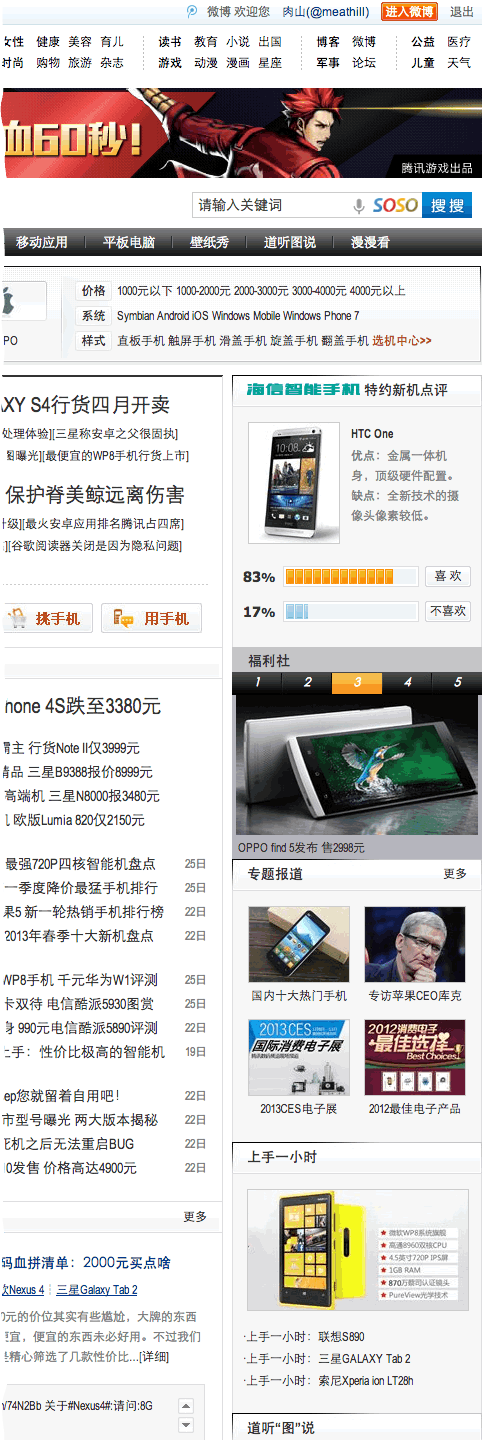 微博 欢迎您 肉山(@meathill) 进入微博 退出
女性 健康 美容 育儿 读书 教育 小说 出国 博客 微博 公益 医疗
时尚 购物 旅游 杂志 游戏 动漫 漫画 星座 军事 论坛 儿童 天气
血60秒!
腾讯游戏出品
请输入关键词 SOSO 搜搜
移动应用 平板电脑 壁纸秀 道听图说 漫漫看
价格 1000元以下 1000-2000元 2000-3000元 3000-4000元 4000元以上
系统 Symbian Android iOS Windows Mobile Windows Phone 7
PO 样式 直板手机 触屏手机 滑盖手机 旋盖手机 翻盖手机 选机中心>>
XY S4行货四月开卖
处理体验][三星称安卓之父很固执]
图曝光][最便宜的WP8手机行货上市]
保护脊美鲸远离伤害
升级][最火安卓应用排名腾讯占四席]
][谷歌阅读器关闭是因为隐私问题]
挑手机 用手机
hone 4S跌至3380元
霸主 行货Note II仅3999元
精品 三星B9388报价8999元
高端机 三星N8000报3480元
机 欧版Lumia 820仅2150元
最强720P四核智能机盘点 25日
一季度降价最猛手机排行 25日
果5 新一轮热销手机排行榜 22日
2013年春季十大新机盘点 22日
WP8手机 千元华为W1评测 25日
卡双待 电信酷派5930图赏 25日
身 990元电信酷派5890评测 22日
上手：性价比极高的智能机 19日
ep您就留着自用吧! 22日
市型号曝光 两大版本揭秘 22日
死机之后无法重启BUG 22日
0发售 价格高达4900元 22日
更多
码血拼清单：2000元买点啥
Nexus 4 三星Galaxy Tab 2
0元的价位其实有些尴尬，大牌的东西
更宜，便宜的东西未必好用。不过我们
是精心筛选了几款性价比...[详细]
/74N2Bb 关于#Nexus4#:请问:8G
海信智能手机 特约新机点评
HTC One
优点：金属一体机
身，顶级硬件配置。
缺点：全新技术的摄
像头像素较低。
83% 喜欢
17% 不喜欢
福利社
1 2 3 4 5
OPPO find 5发布 售2998元
专题报道 更多
国内十大热门手机 专访苹果CEO库克
2013CES
国际消费电子展
2012消费电子
最佳选择
Best Choices!
2013CES电子展 2012最佳电子产品
上手一小时
微软WP8系统旗舰
高通8960双核CPU
4.5英寸720P IPS屏
1GB RAM
870万蔡司认证镜头
PureView光学技术
·上手一小时：联想S890
·上手一小时：三星GALAXY Tab 2
·上手一小时：索尼Xperia ion LT28h
道听“图”说